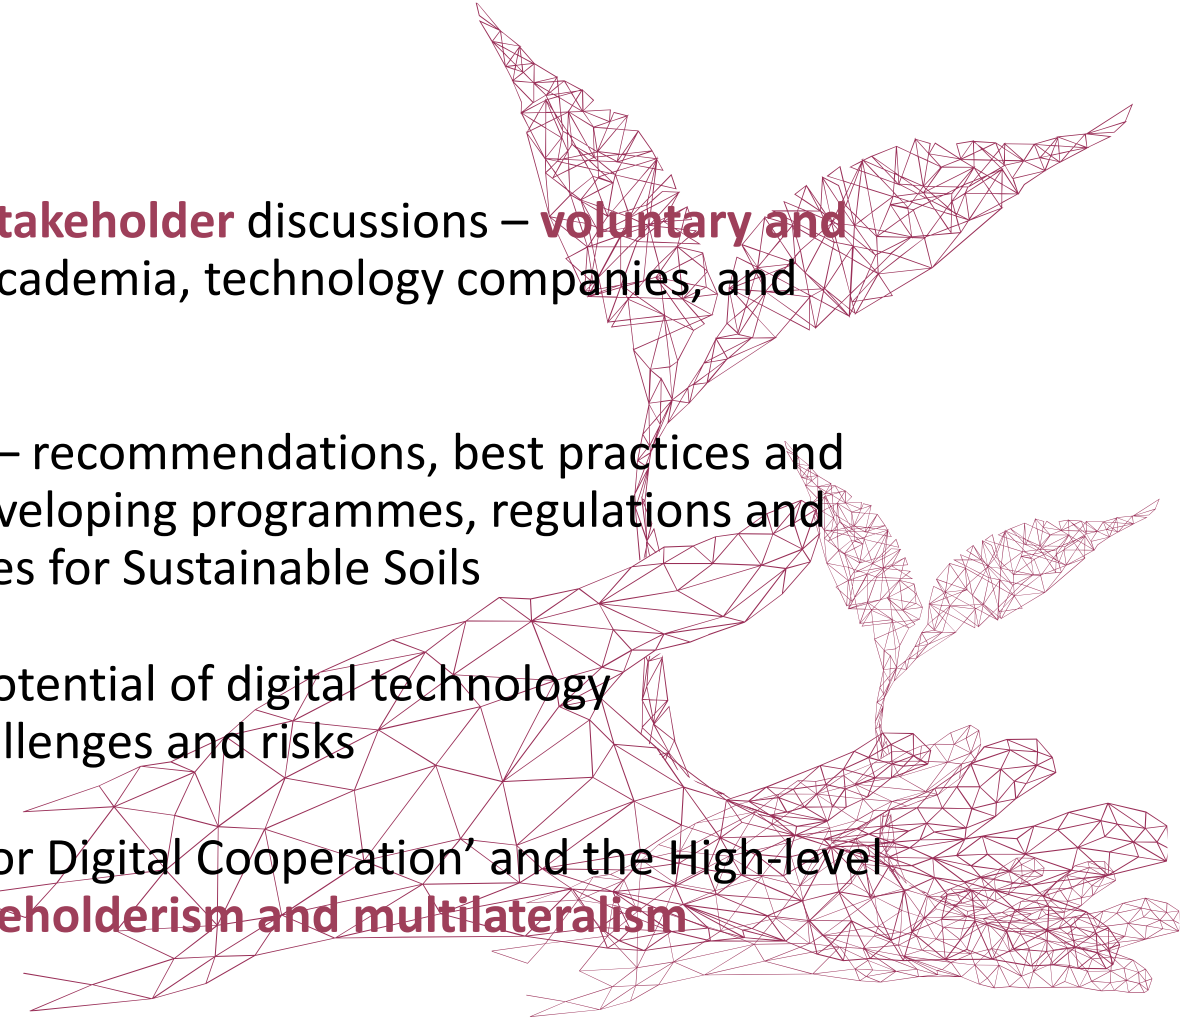 takeholder discussions – voluntary and
cademia, technology companies, and
– recommendations, best practices and
veloping programmes, regulations and
es for Sustainable Soils
otential of digital technology
llenges and risks
or Digital Cooperation’ and the High-level
eholderism and multilateralism